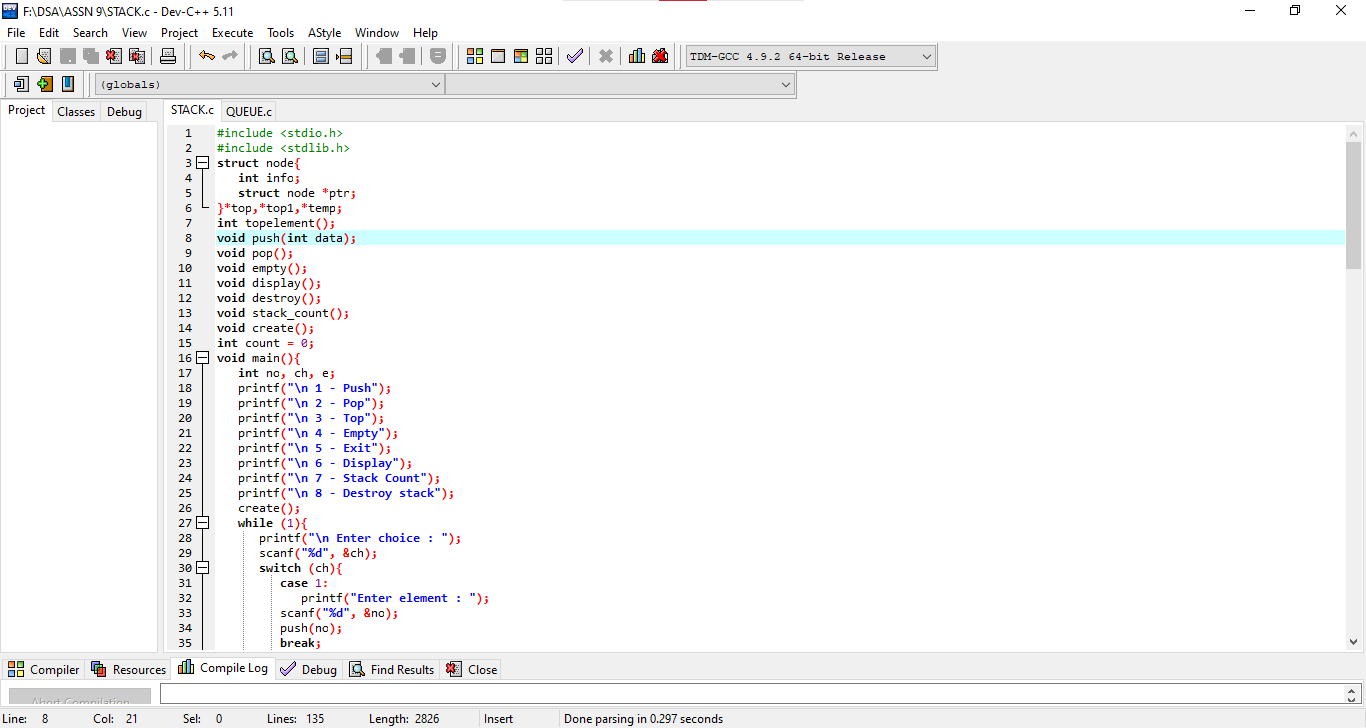 F:\DSA\ASSN 9\STACK.c - Dev-C++ 5.11
File Edit Search View Project Execute Tools AStyle Window Help
TDM-GCC 4.9.2 64-bit Release
(globals)
Project Classes Debug
STACK.c QUEUE.c
1 #include <stdio.h>
2 #include <stdlib.h>
3 struct node{
4 int info;
5 struct node *ptr;
6 }*top,*top1,*temp;
7 int topelement();
8 void push(int data);
9 void pop();
10 void empty();
11 void display();
12 void destroy();
13 void stack_count();
14 void create();
15 int count = 0;
16 void main(){
17 int no, ch, e;
18 printf("\n 1 - Push");
19 printf("\n 2 - Pop");
20 printf("\n 3 - Top");
21 printf("\n 4 - Empty");
22 printf("\n 5 - Exit");
23 printf("\n 6 - Display");
24 printf("\n 7 - Stack Count");
25 printf("\n 8 - Destroy stack");
26 create();
27 while (1){
28 printf("\n Enter choice : ");
29 scanf("%d", &ch);
30 switch (ch){
31 case 1:
32 printf("Enter element : ");
33 scanf("%d", &no);
34 push(no);
35 break;
Compiler Resources Compile Log Debug Find Results Close
Abort Compilation
Line: 8 Col: 21 Sel: 0 Lines: 135 Length: 2826 Insert Done parsing in 0.297 seconds